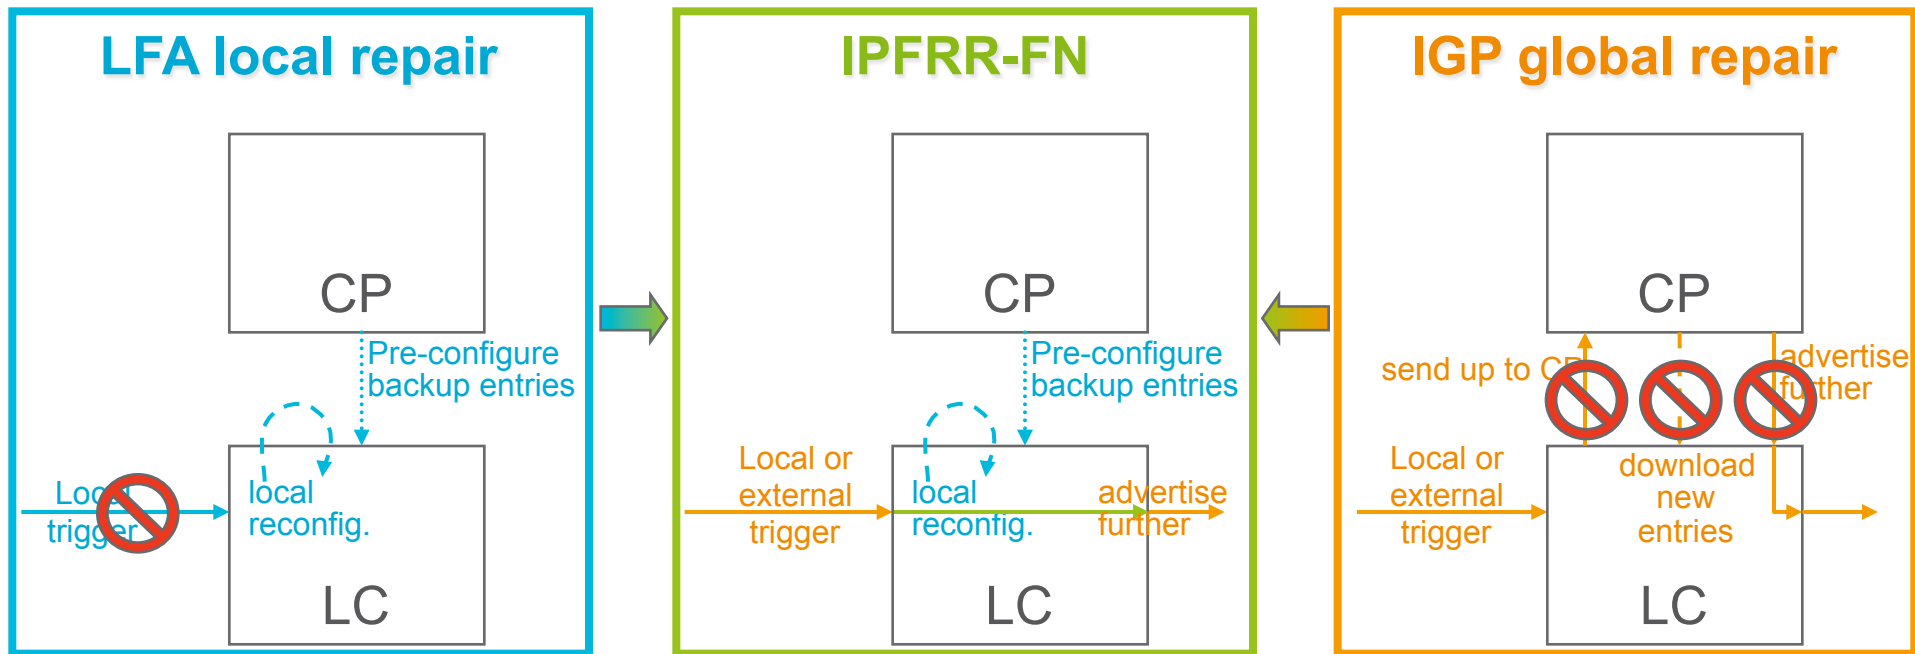 LFA local repair
CP
Pre-configure
backup entries
Local
trigger
local
reconfig.
LC
IPFRR-FN
CP
Pre-configure
backup entries
Local or
external
trigger
local
reconfig.
advertise
further
LC
IGP global repair
CP
send up to CP
advertise
further
Local or
external
trigger
download
new
entries
LC